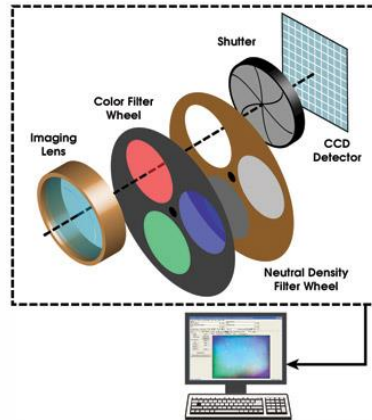 Shutter
Color Filter
Wheel
Imaging
Lens
CCD
Detector
Neutral Density
Filter Wheel